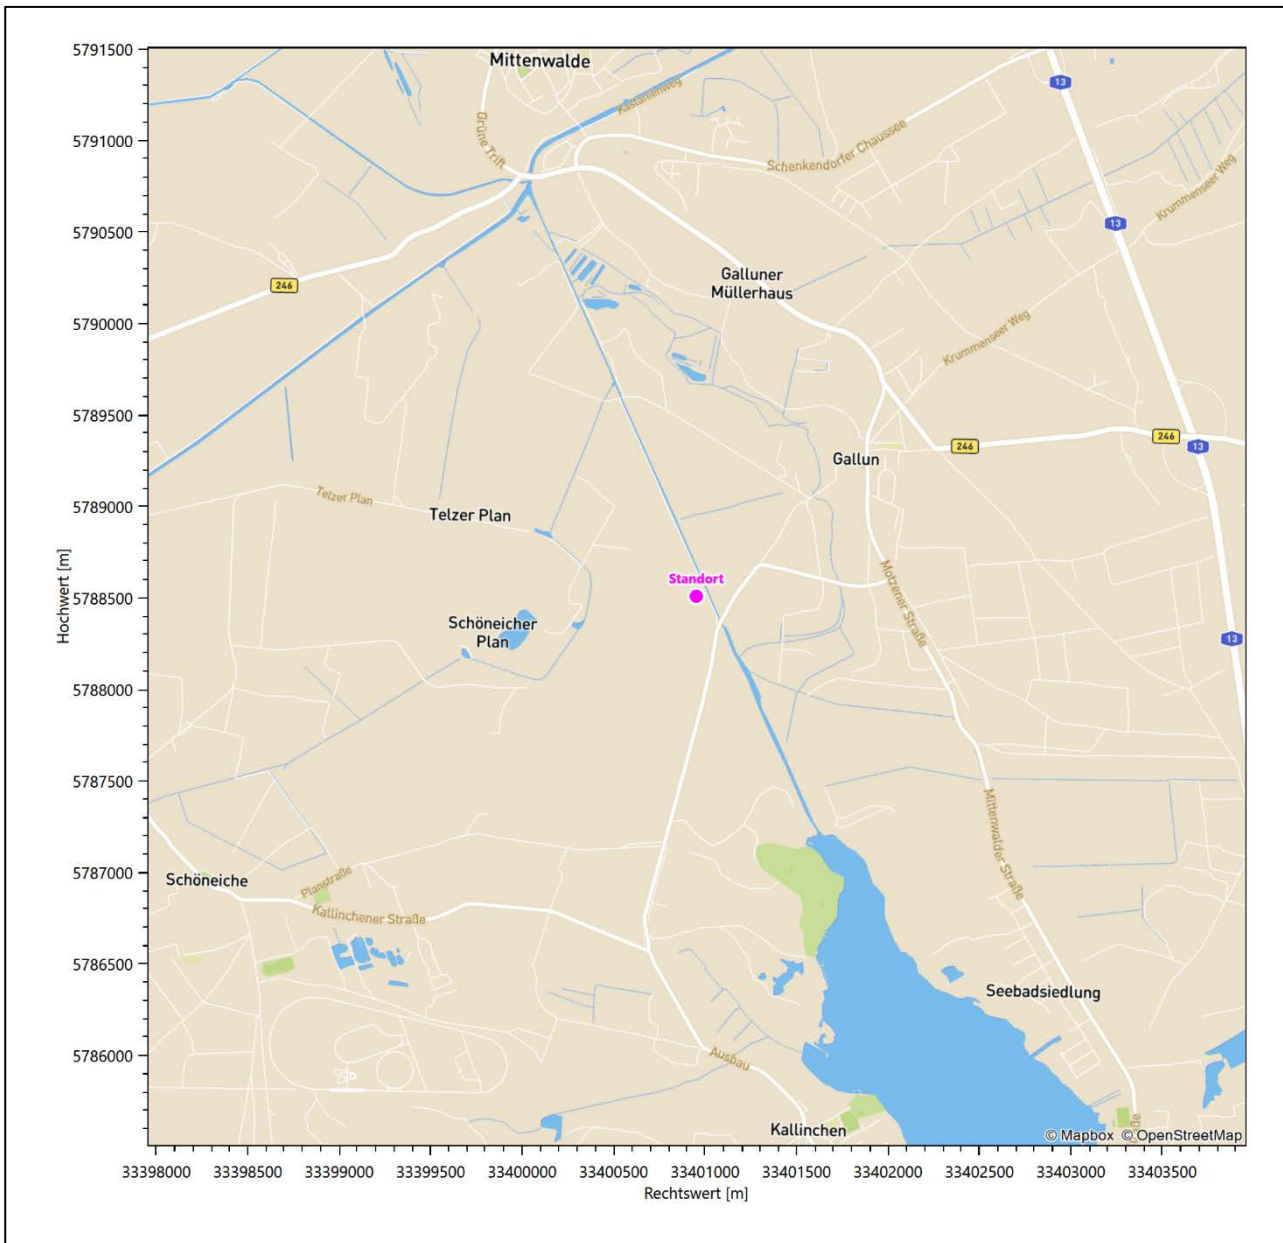 5791500
5791000
5790500
5790000
5789500
5789000
5788500
5788000
5787500
5787000
5786500
5786000
Hochwert [m]
Mittenwalde
Kastanienweg
Grüne Trift
Schenkendorfer Chaussee
13
Krummenseer Weg
13
246
Galluner
Müllerhaus
Krummenseer Weg
246
246
13
Gallun
Telzer Plan
Telzer Plan
Standort
Motzener Straße
Schöneicher
Plan
13
Mittenwalder Straße
Schöneiche
Planstraße
Kallinchener Straße
Seebadsiedlung
Ausbau
Kallinchen
© Mapbox © OpenStreetMap
33398000 33398500 33399000 33399500 33400000 33400500 33401000 33401500 33402000 33402500 33403000 33403500
Rechtswert [m]